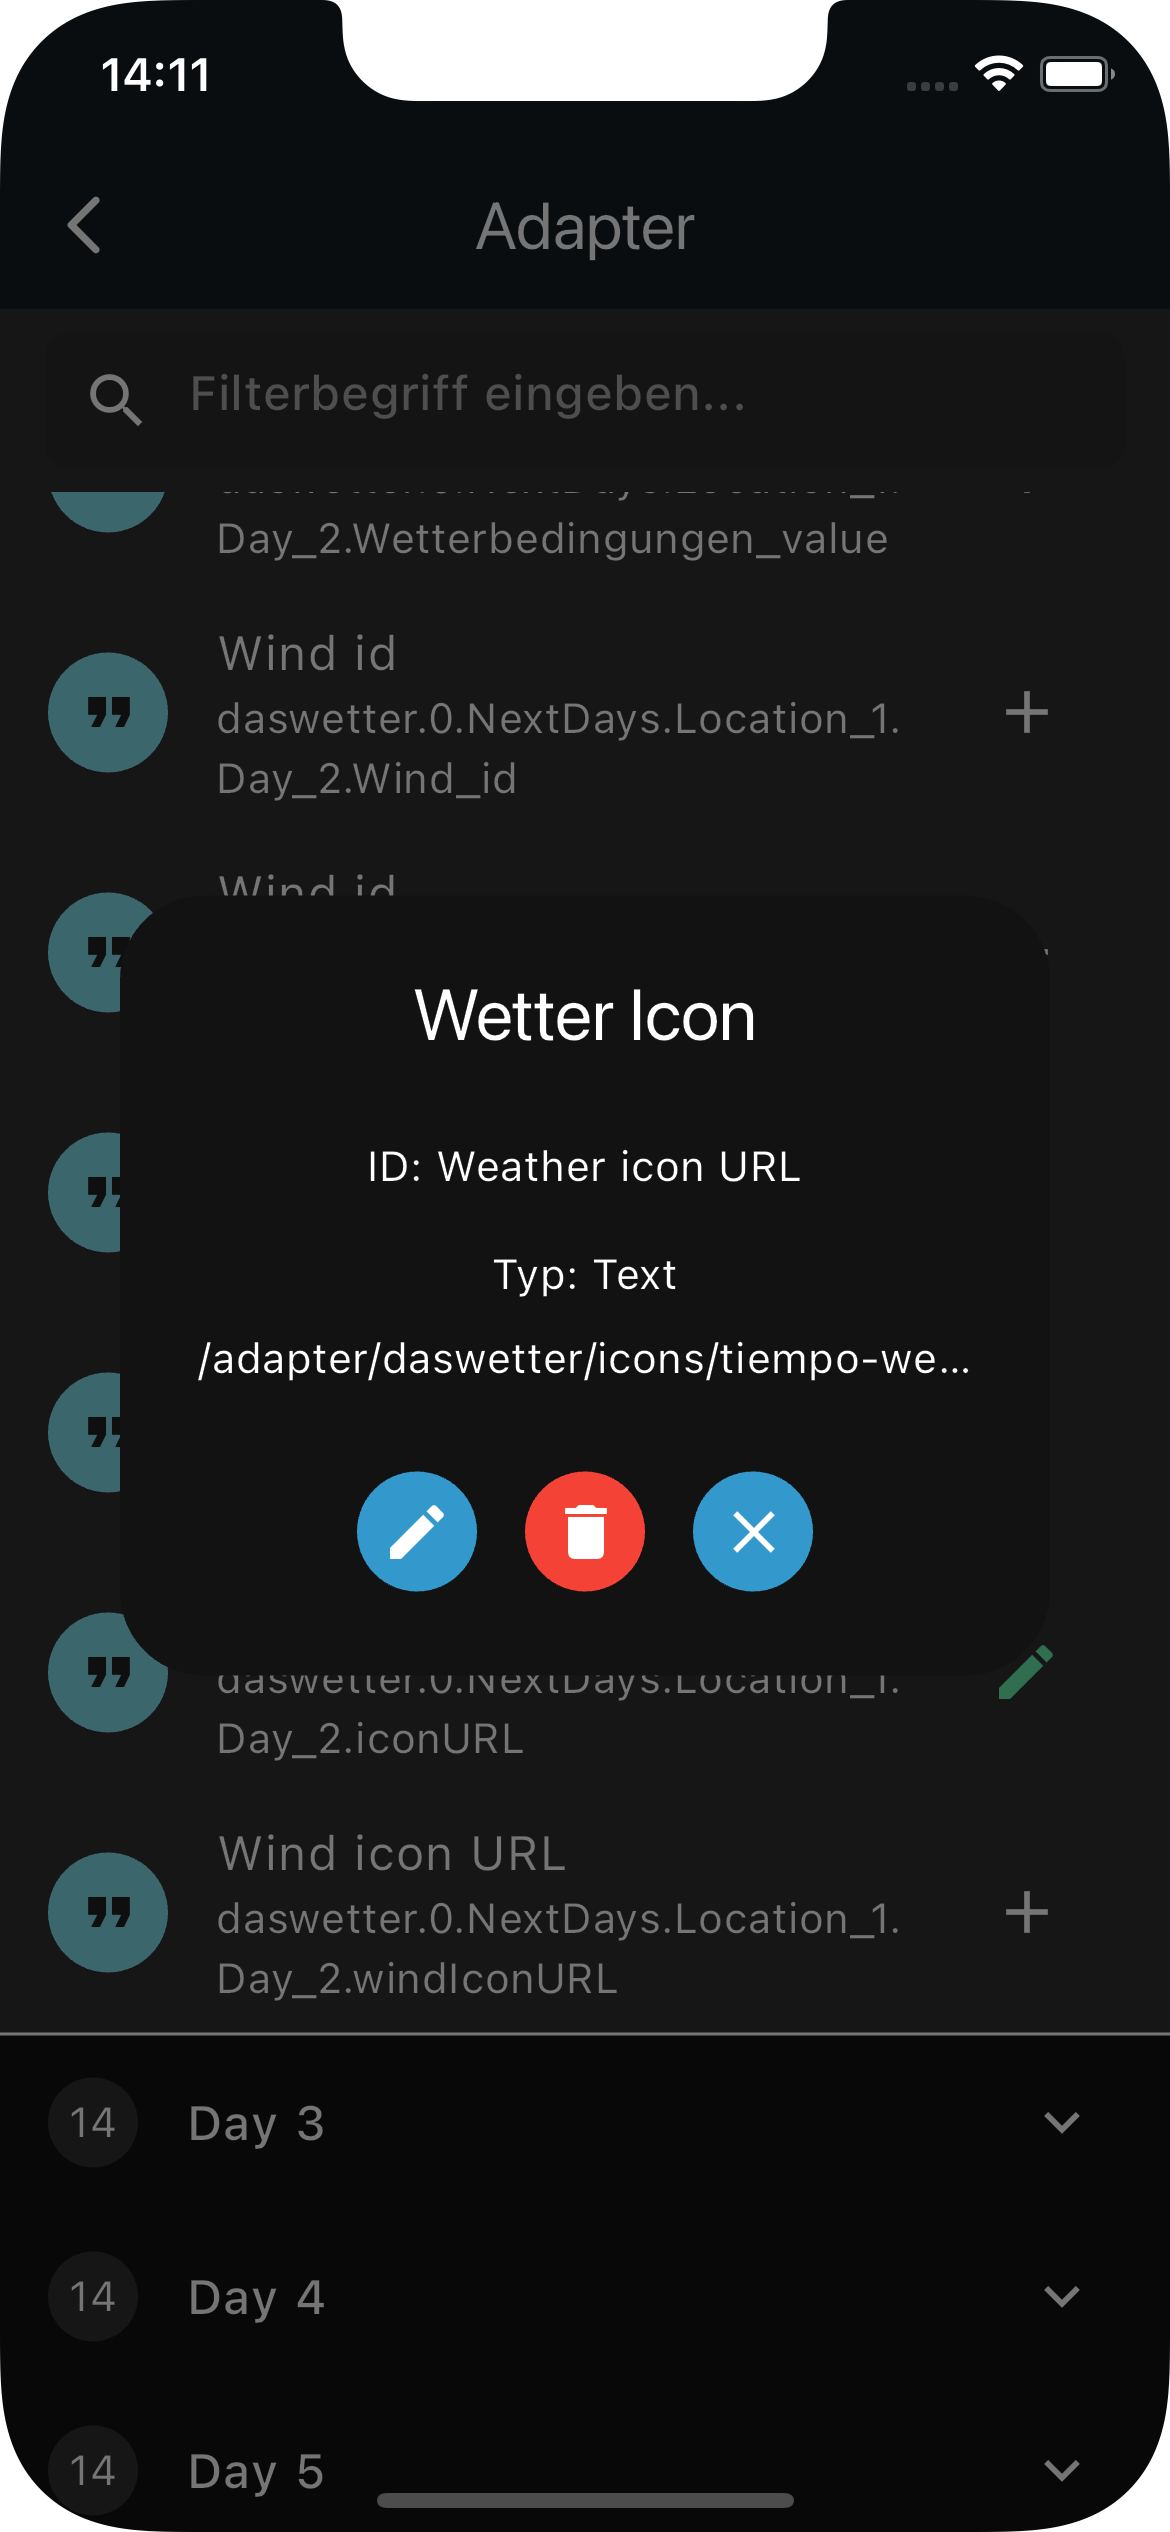 14:11
Adapter
Filterbegriff eingeben...
Day_2.Wetterbedingungen_value
Wind id
daswetter.0.NextDays.Location_1.
Day_2.Wind_id
Wind id
Wetter Icon
ID: Weather icon URL
Typ: Text
/adapter/daswetter/icons/tiempo-we...
daswetter.0.NextDays.Location_1.
Day_2.iconURL
Wind icon URL
daswetter.0.NextDays.Location_1.
Day_2.windIconURL
14 Day 3
14 Day 4
14 Day 5